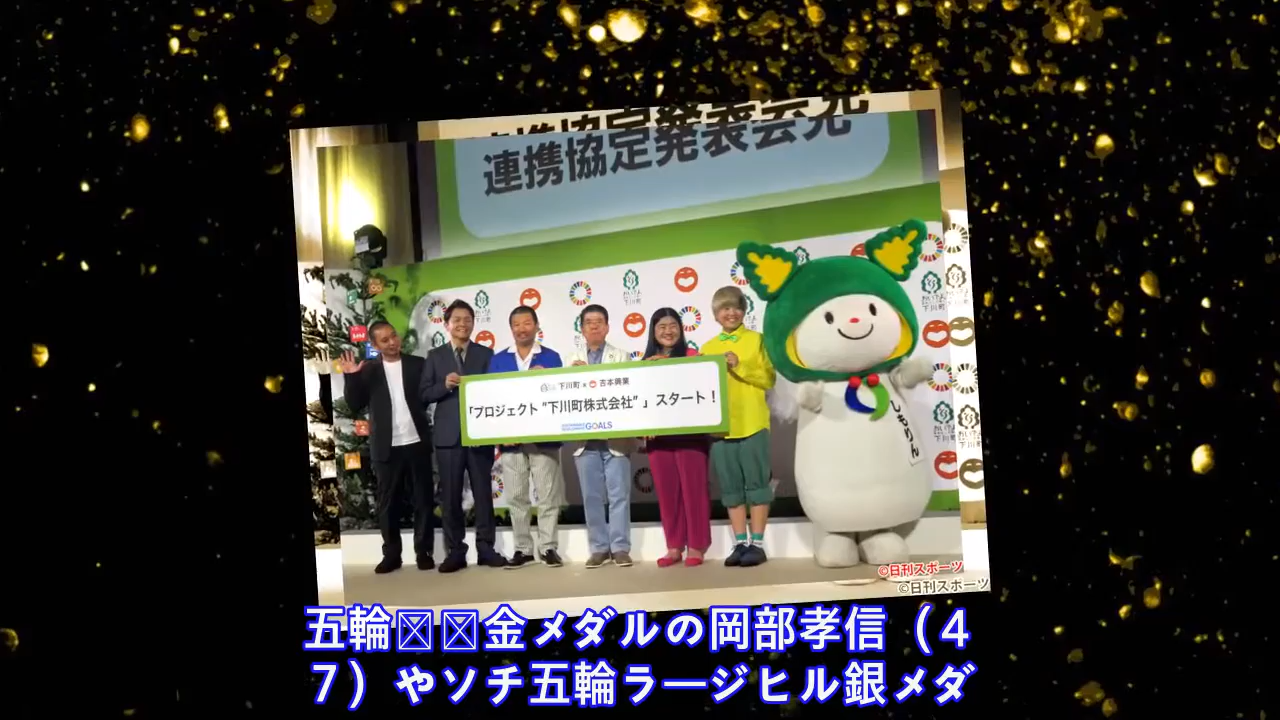 連携協定発表会見
下川町 × 吉本興業
「プロジェクト“下川町株式会社”」スタート！
SUSTAINABLE DEVELOPMENT GOALS
しもりん
©日刊スポーツ
©日刊スポーツ
五輪金メダルの岡部孝信（４
７）やソチ五輪ラージヒル銀メダ